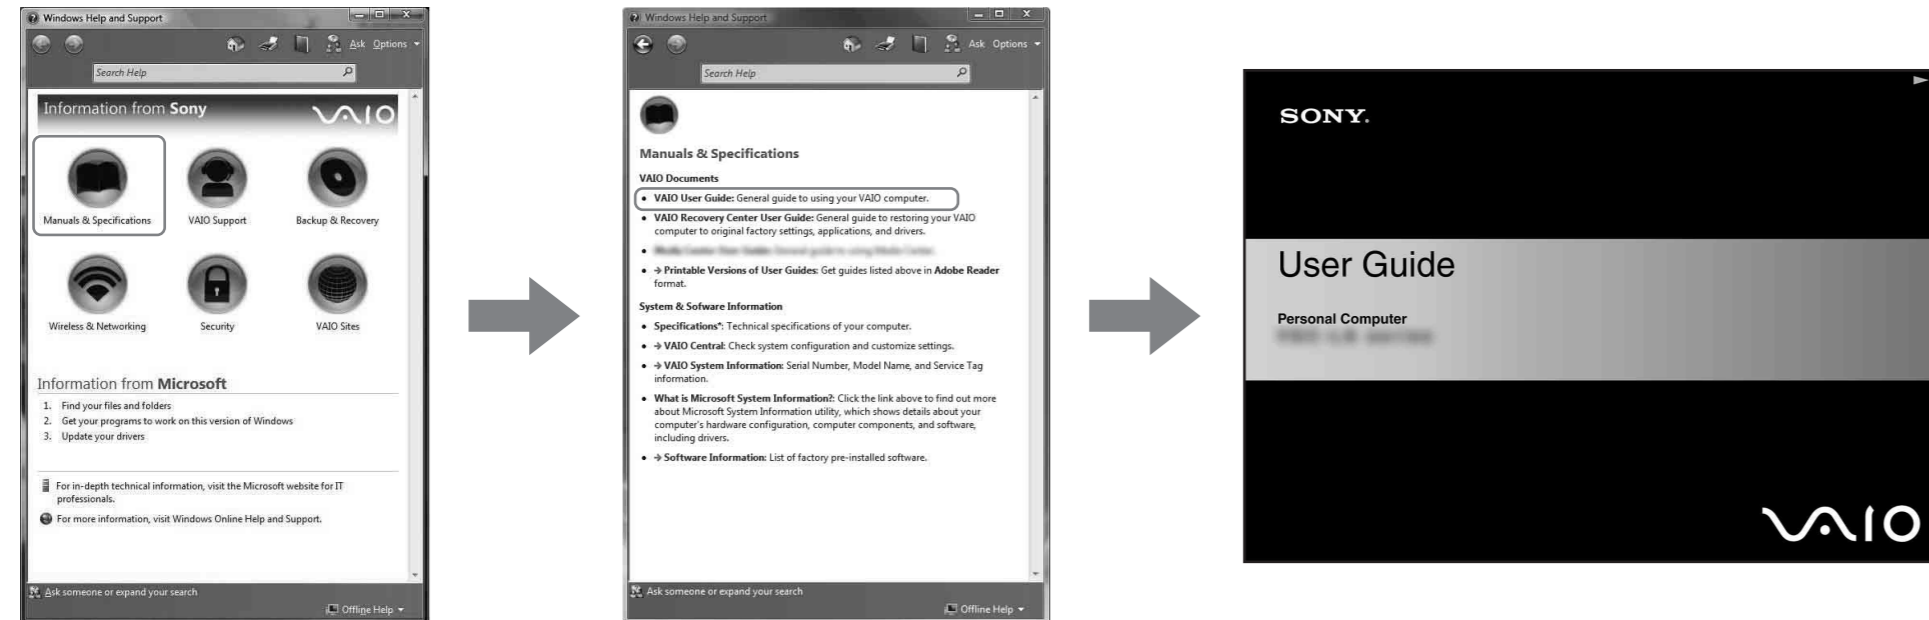 Windows Help and Support
Ask Options
Search Help
Information from Sony
VAIO
Manuals & Specifications
VAIO Support
Backup & Recovery
Wireless & Networking
Security
VAIO Sites
Information from Microsoft
1. Find your files and folders
2. Get your programs to work on this version of Windows
3. Update your drivers
For in-depth technical information, visit the Microsoft website for IT
professionals.
For more information, visit Windows Online Help and Support.
Ask someone or expand your search
Offline Help
Windows Help and Support
Ask Options
Search Help
Manuals & Specifications
VAIO Documents
• VAIO User Guide: General guide to using your VAIO computer.
• VAIO Recovery Center User Guide: General guide to restoring your VAIO
computer to original factory settings, applications, and drivers.
• → Printable Versions of User Guides: Get guides listed above in Adobe Reader
format.
System & Sofware Information
• Specifications*: Technical specifications of your computer.
• → VAIO Central: Check system configuration and customize settings.
• → VAIO System Information: Serial Number, Model Name, and Service Tag
information.
• What is Microsoft System Information?: Click the link above to find out more
about Microsoft System Information utility, which shows details about your
computer's hardware configuration, computer components, and software,
including drivers.
• → Software Information: List of factory pre-installed software.
Ask someone or expand your search
Offline Help
SONY.
User Guide
Personal Computer
VAIO